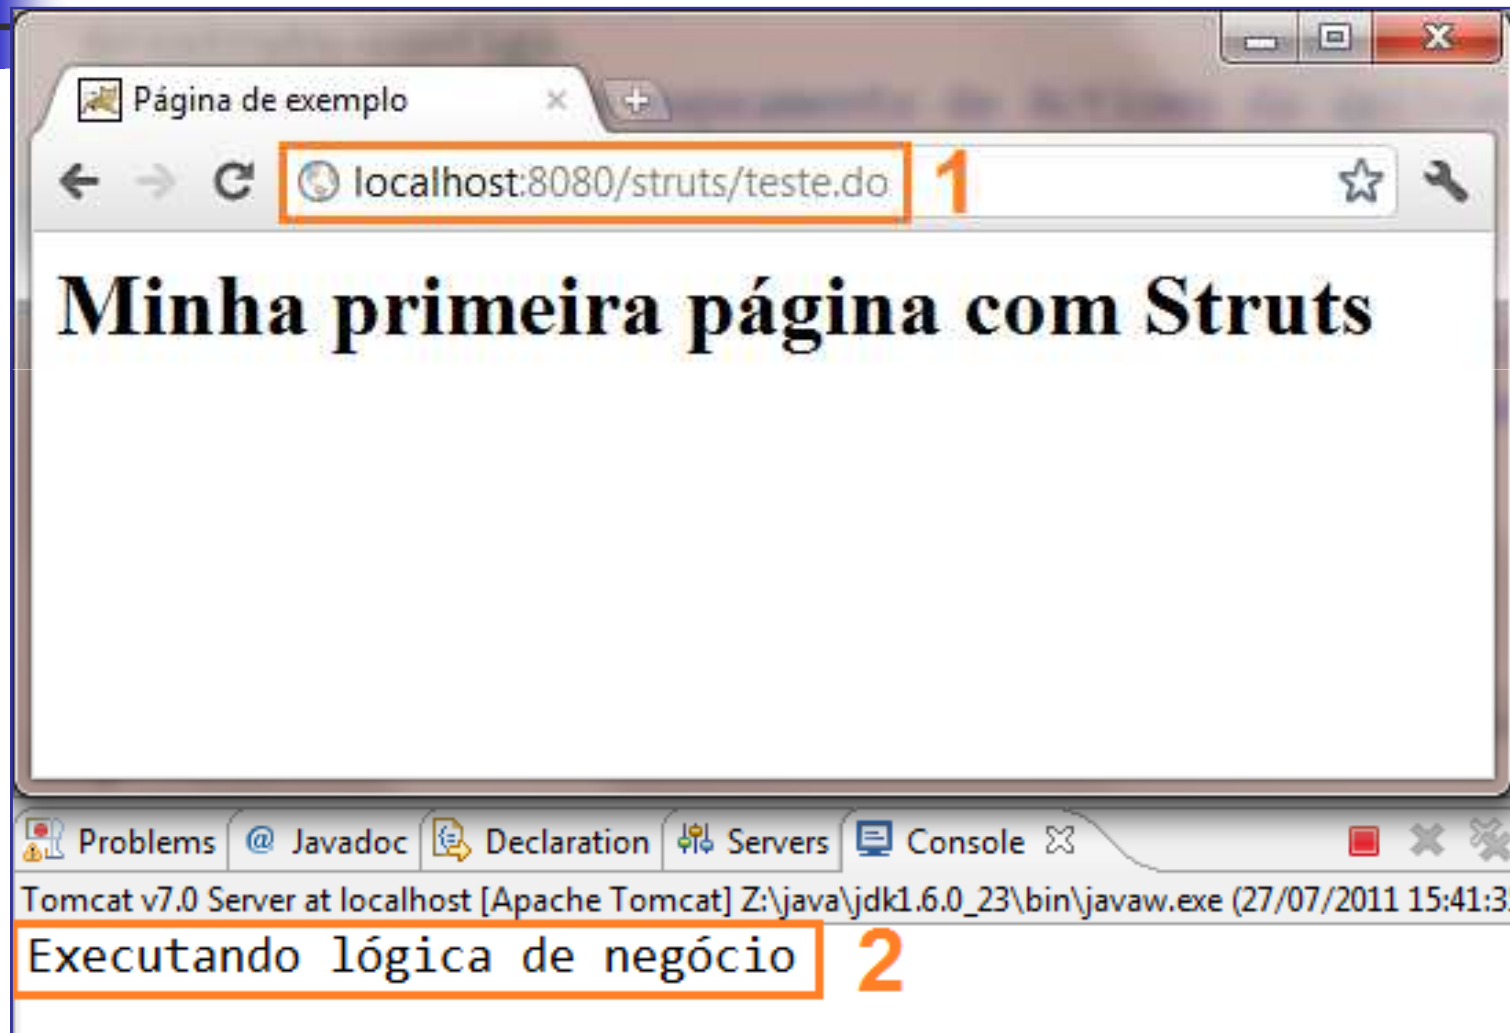 Página de exemplo
localhost:8080/struts/teste.do
1
Minha primeira página com Struts
Problems @ Javadoc Declaration Servers Console
Tomcat v7.0 Server at localhost [Apache Tomcat] Z:\java\jdk1.6.0_23\bin\javaw.exe (27/07/2011 15:41:3
Executando lógica de negócio
2